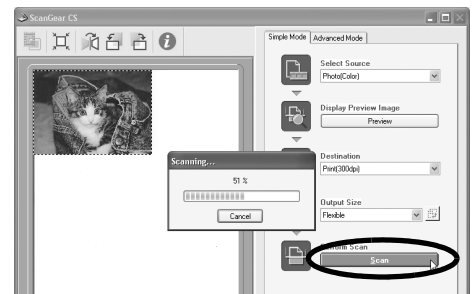 ScanGear CS
Simple Mode Advanced Mode
Select Source
Photo(Color)
Display Preview Image
Preview
Scanning...
51 %
Cancel
Destination
Print(300dpi)
Output Size
Flexible
Scan
Scan